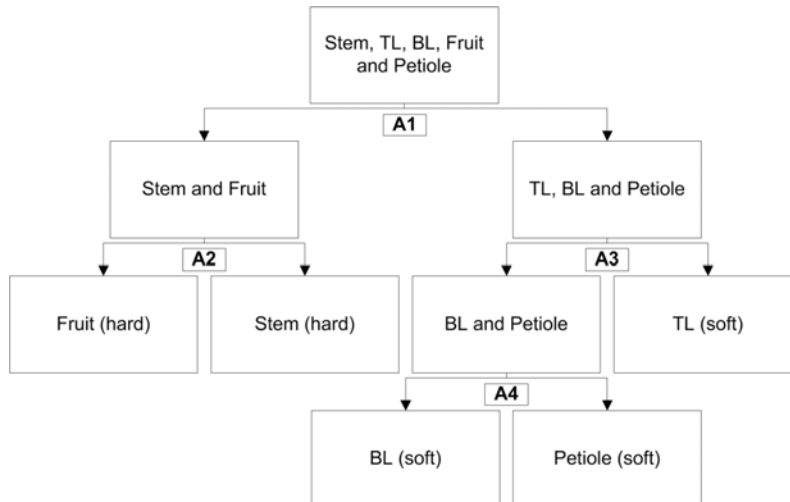 Stem, TL, BL, Fruit
and Petiole
A1
Stem and Fruit
TL, BL and Petiole
A2
A3
Fruit (hard)
Stem (hard)
BL and Petiole
TL (soft)
A4
BL (soft)
Petiole (soft)